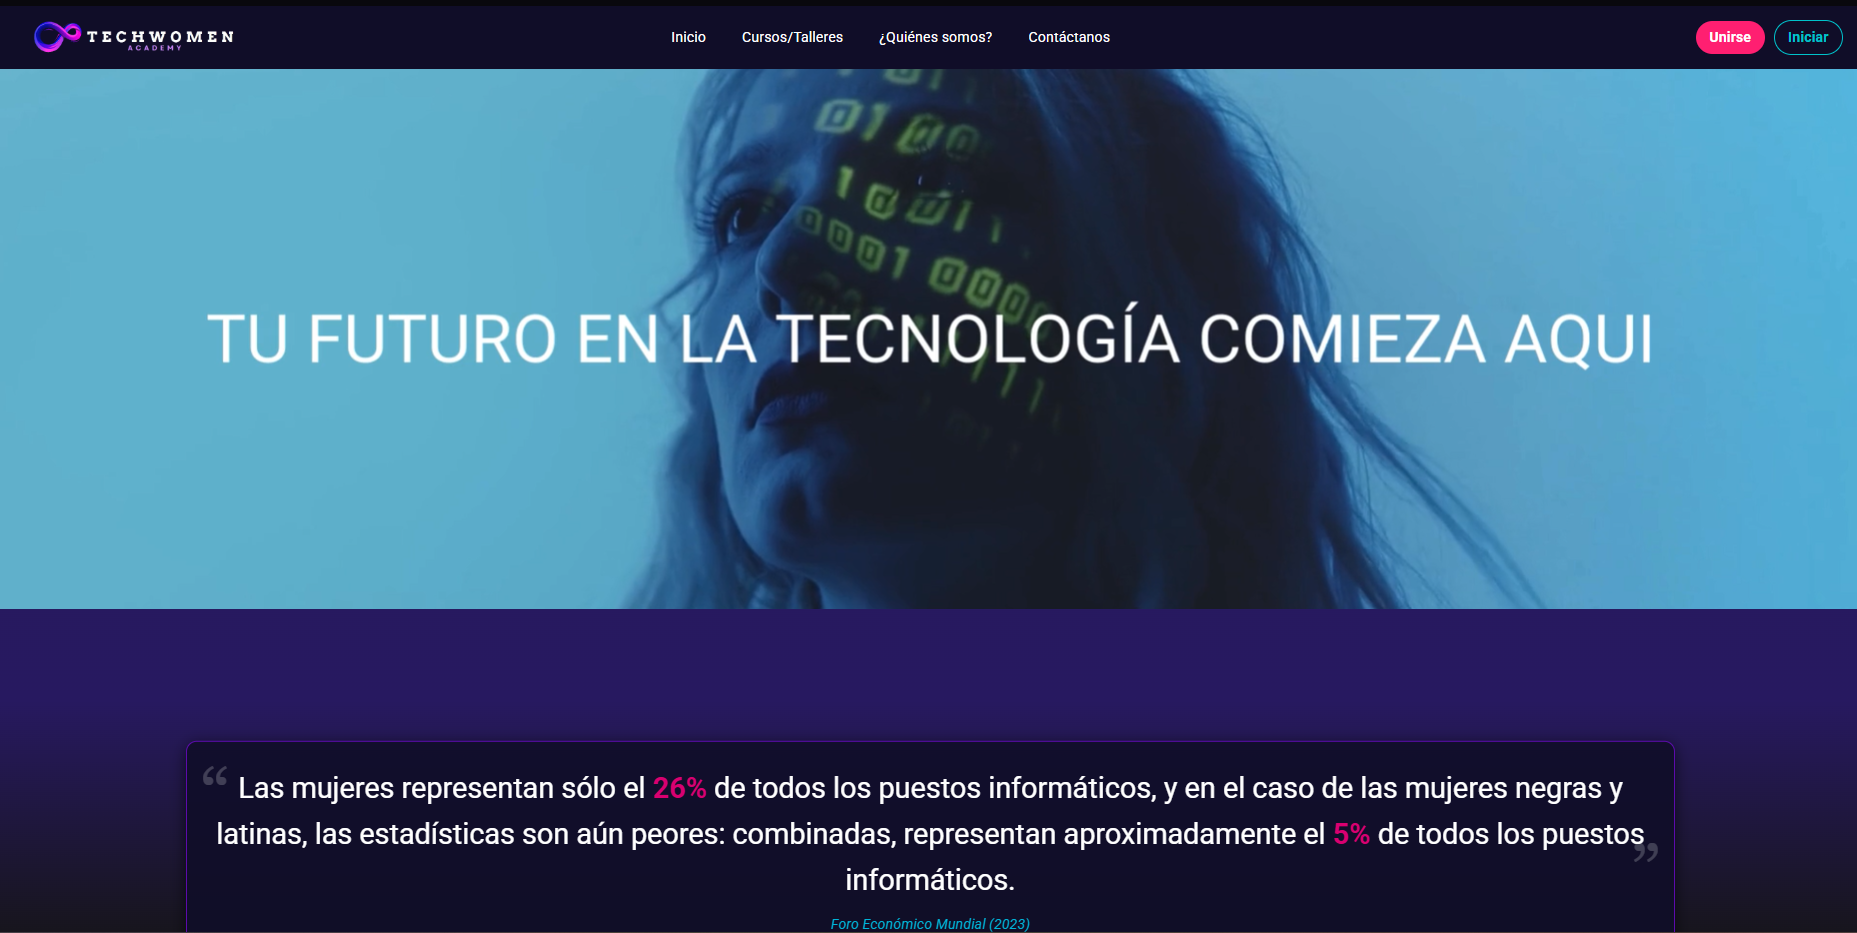 TECHWOMEN
ACADEMY
Inicio
Cursos/Talleres
¿Quiénes somos?
Contáctanos
Unirse
Iniciar
TU FUTURO EN LA TECNOLOGÍA COMIEZA AQUI
“ Las mujeres representan sólo el 26% de todos los puestos informáticos, y en el caso de las mujeres negras y
latinas, las estadísticas son aún peores: combinadas, representan aproximadamente el 5% de todos los puestos
informáticos. ”
Foro Económico Mundial (2023)